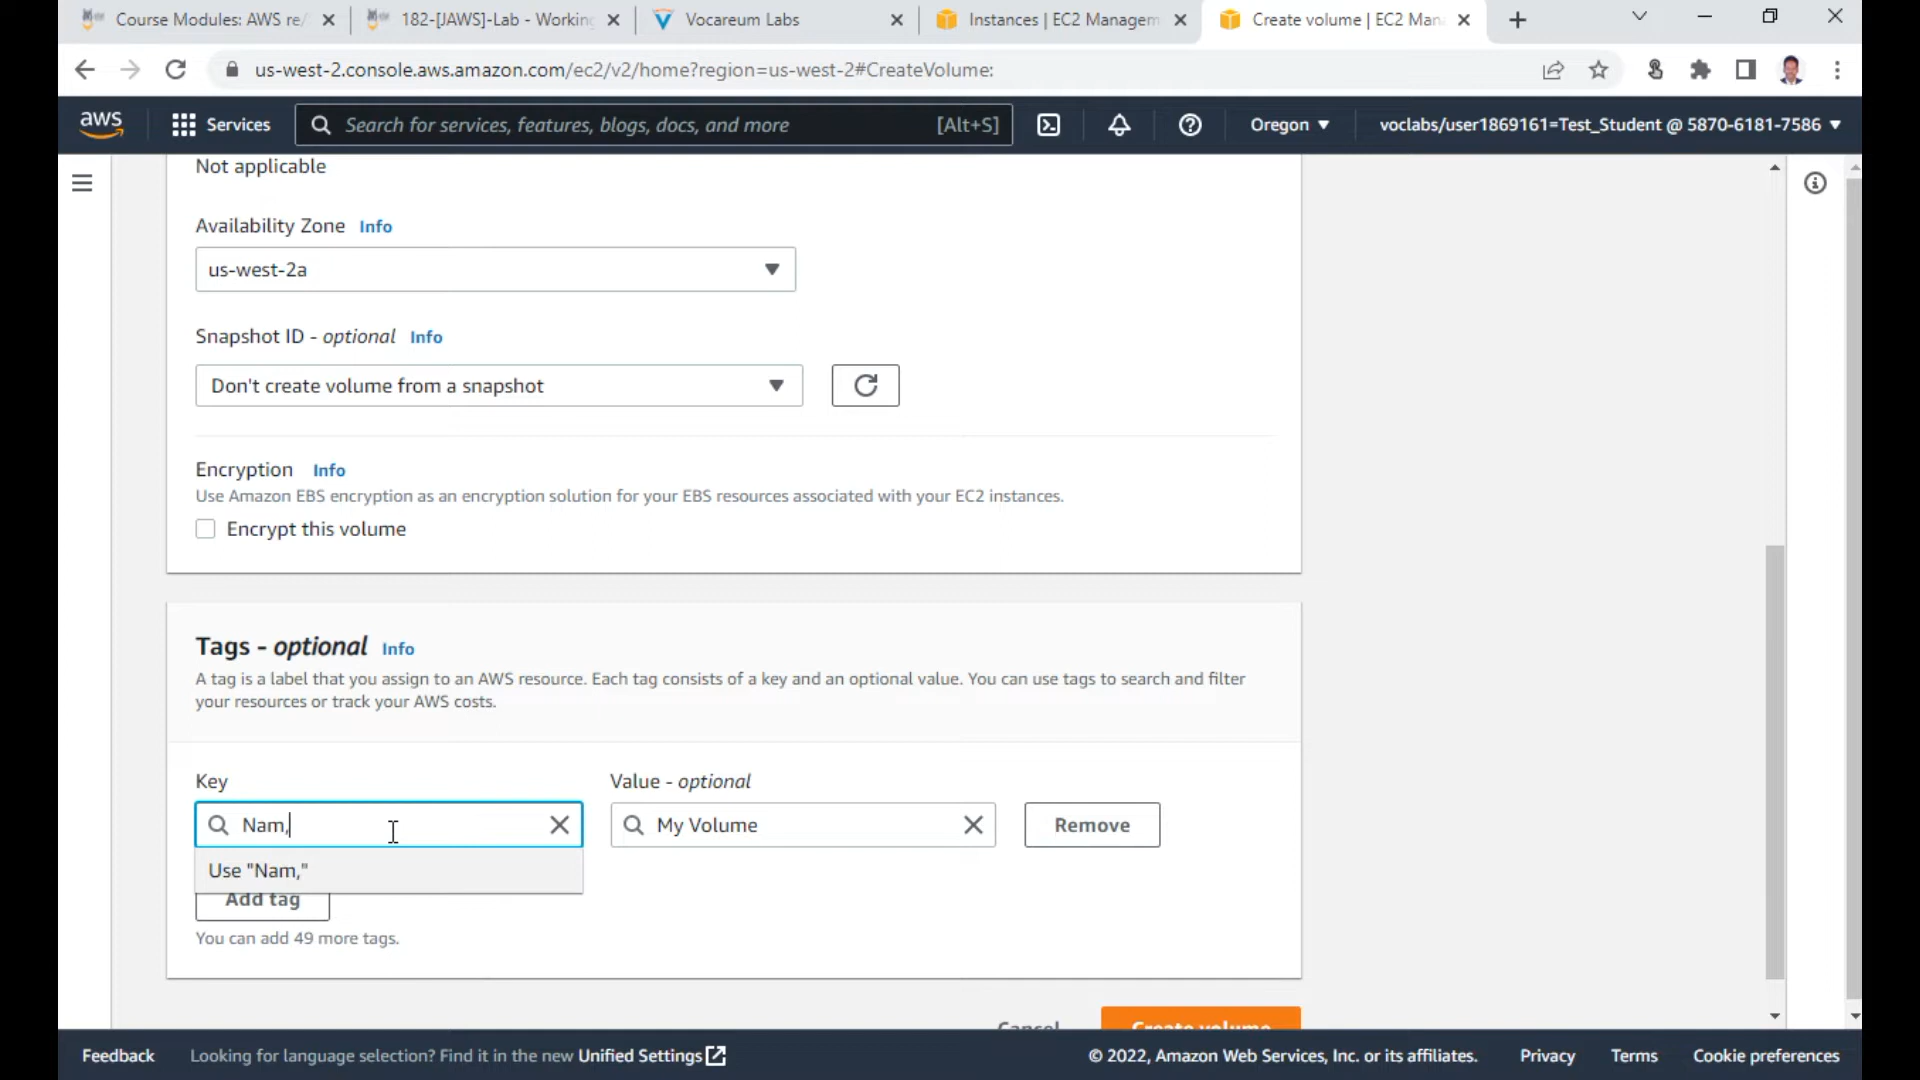 Course Modules: AWS re/
182-[JAWS]-Lab - Working
Vocareum Labs
Instances | EC2 Managem
Create volume | EC2 Man
us-west-2.console.aws.amazon.com/ec2/v2/home?region=us-west-2#CreateVolume:
aws
Services
Search for services, features, blogs, docs, and more
[Alt+S]
Oregon
voclabs/user1869161=Test_Student @ 5870-6181-7586
Not applicable
Availability Zone Info
us-west-2a
Snapshot ID - optional Info
Don't create volume from a snapshot
Encryption Info
Use Amazon EBS encryption as an encryption solution for your EBS resources associated with your EC2 instances.
Encrypt this volume
Tags - optional Info
A tag is a label that you assign to an AWS resource. Each tag consists of a key and an optional value. You can use tags to search and filter
your resources or track your AWS costs.
Key
Value - optional
Nam,
My Volume
Remove
Use "Nam,"
Add tag
You can add 49 more tags.
Cancel
Create volume
Feedback
Looking for language selection? Find it in the new Unified Settings
© 2022, Amazon Web Services, Inc. or its affiliates.
Privacy
Terms
Cookie preferences